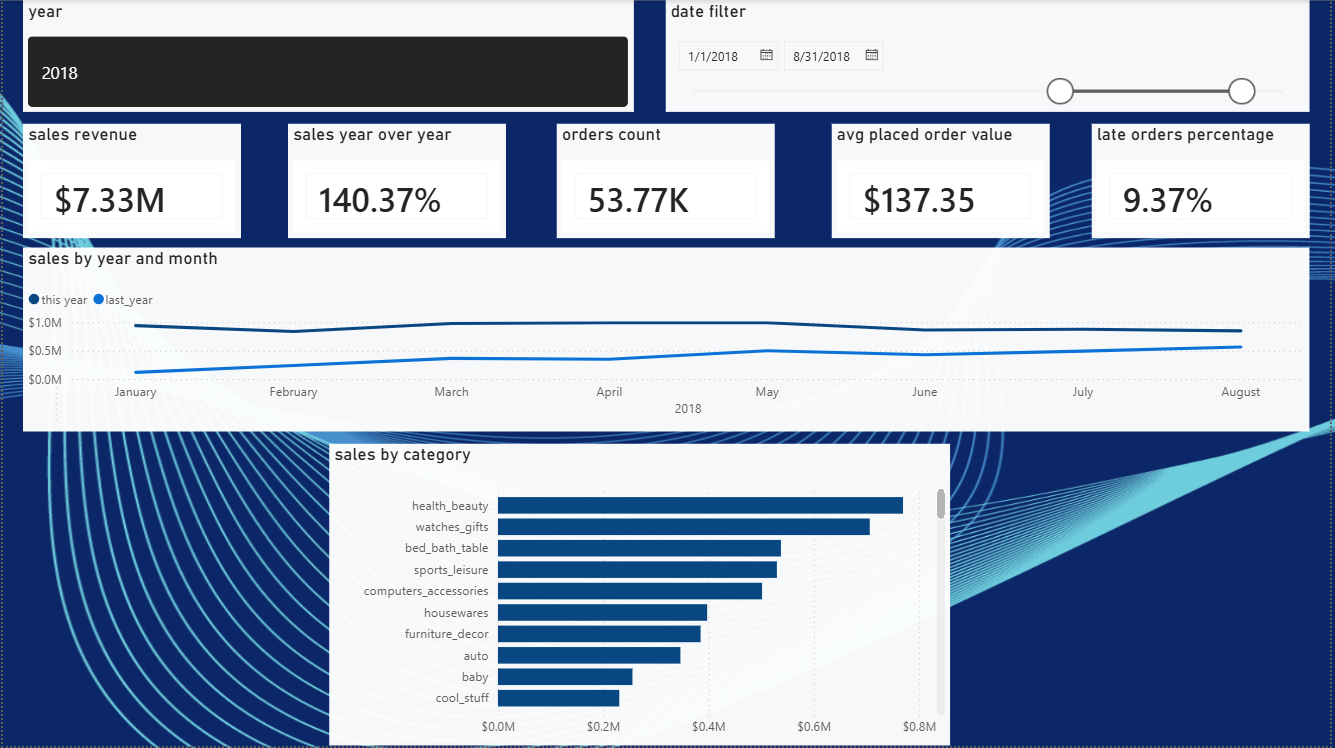 year
date filter
2018
1/1/2018 8/31/2018
sales revenue
sales year over year
orders count
avg placed order value
late orders percentage
$7.33M
140.37%
53.77K
$137.35
9.37%
sales by year and month
this year last_year
$1.0M
$0.5M
$0.0M
January February March April May June July August
2018
sales by category
health_beauty
watches_gifts
bed_bath_table
sports_leisure
computers_accessories
housewares
furniture_decor
auto
baby
cool_stuff
$0.0M $0.2M $0.4M $0.6M $0.8M